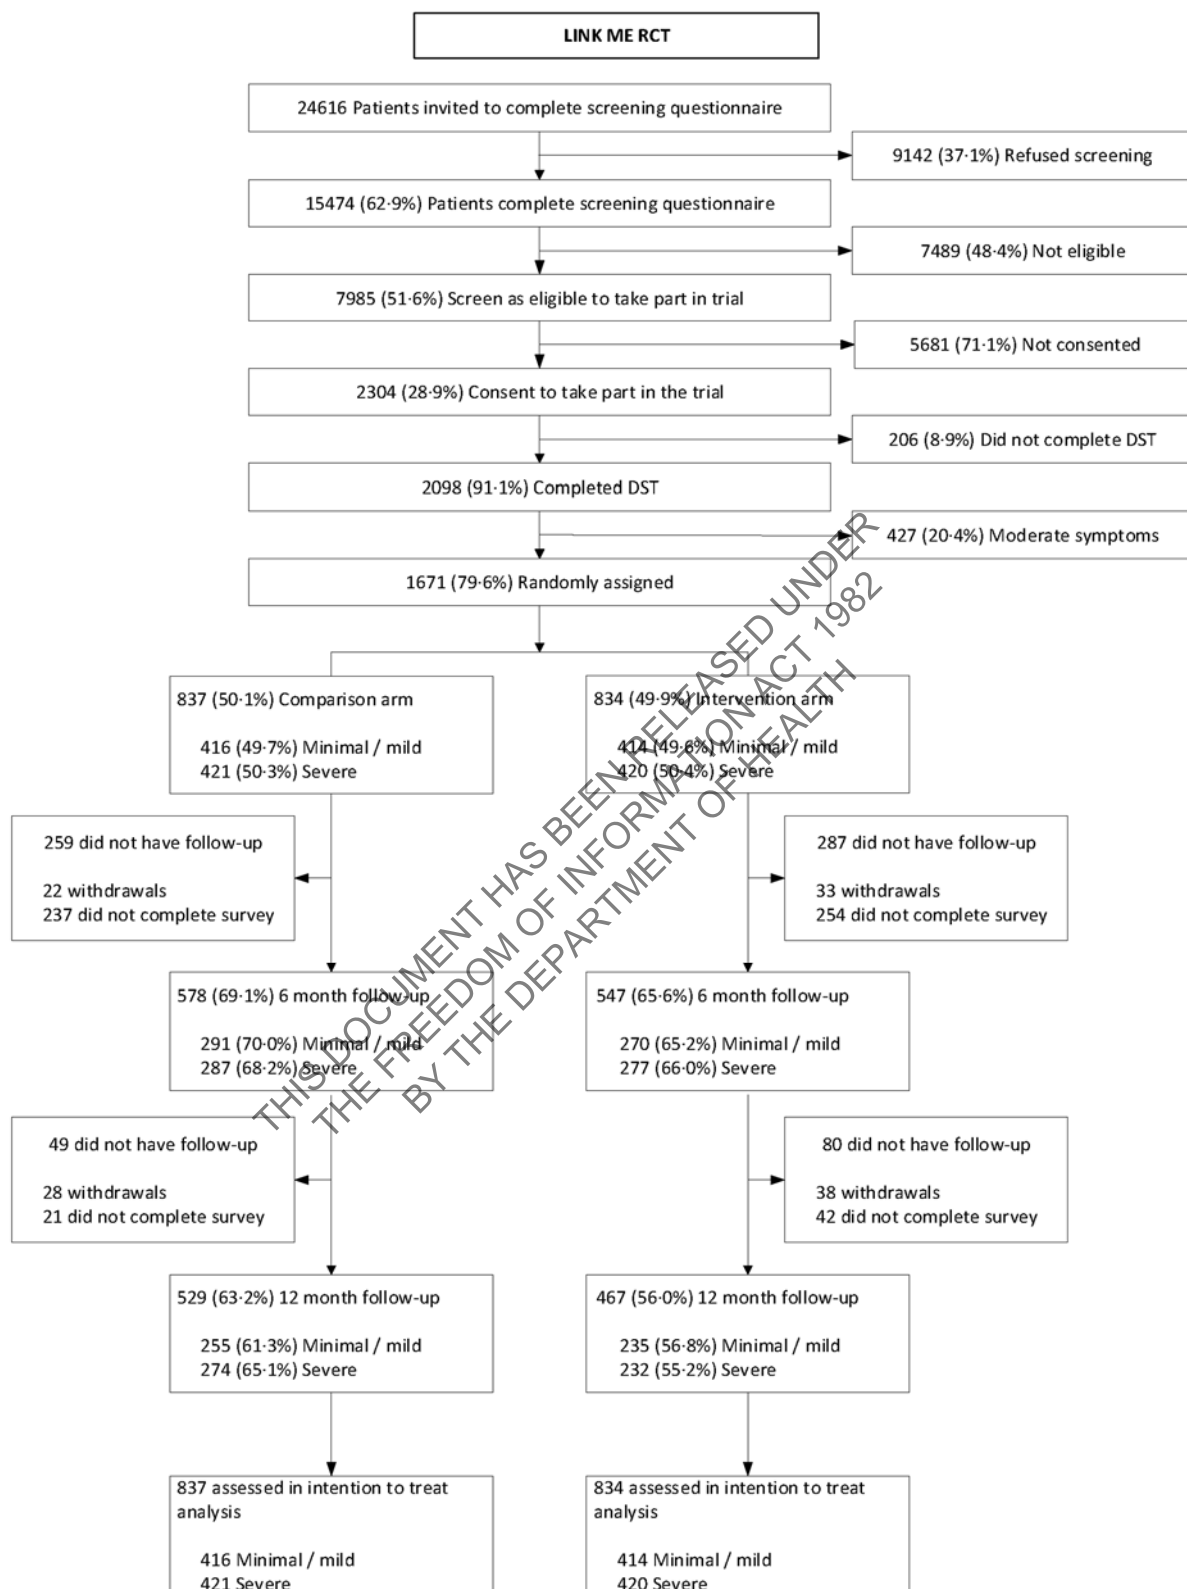 LINK ME RCT
24616 Patients invited to complete screening questionnaire
9142 (37·1%) Refused screening
15474 (62·9%) Patients complete screening questionnaire
7489 (48·4%) Not eligible
7985 (51·6%) Screen as eligible to take part in trial
5681 (71·1%) Not consented
2304 (28·9%) Consent to take part in the trial
206 (8·9%) Did not complete DST
2098 (91·1%) Completed DST
427 (20·4%) Moderate symptoms
1671 (79·6%) Randomly assigned
837 (50·1%) Comparison arm
416 (49·7%) Minimal / mild
421 (50·3%) Severe
834 (49·9%) Intervention arm
414 (49·6%) Minimal / mild
420 (50·4%) Severe
259 did not have follow-up
22 withdrawals
237 did not complete survey
287 did not have follow-up
33 withdrawals
254 did not complete survey
578 (69·1%) 6 month follow-up
291 (70·0%) Minimal / mild
287 (68·2%) Severe
547 (65·6%) 6 month follow-up
270 (65·2%) Minimal / mild
277 (66·0%) Severe
49 did not have follow-up
28 withdrawals
21 did not complete survey
80 did not have follow-up
38 withdrawals
42 did not complete survey
529 (63·2%) 12 month follow-up
255 (61·3%) Minimal / mild
274 (65·1%) Severe
467 (56·0%) 12 month follow-up
235 (56·8%) Minimal / mild
232 (55·2%) Severe
837 assessed in intention to treat
analysis
416 Minimal / mild
421 Severe
834 assessed in intention to treat
analysis
414 Minimal / mild
420 Severe
THIS DOCUMENT HAS BEEN RELEASED UNDER
THE FREEDOM OF INFORMATION ACT 1982
BY THE DEPARTMENT OF HEALTH